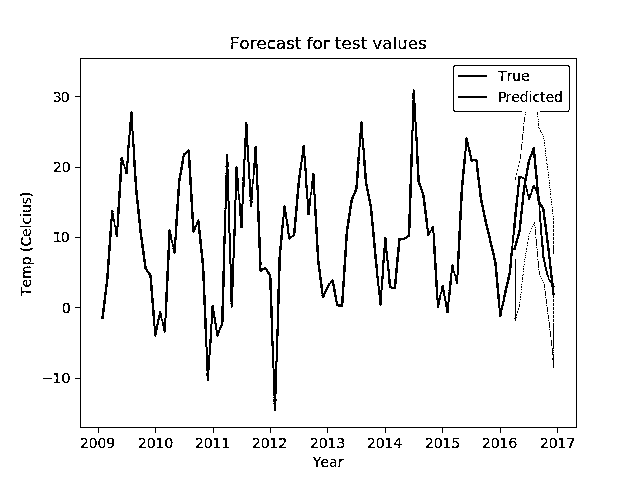 Forecast for test values
True
Predicted
30
20
10
0
−10
Temp (Celcius)
2009 2010 2011 2012 2013 2014 2015 2016 2017
Year